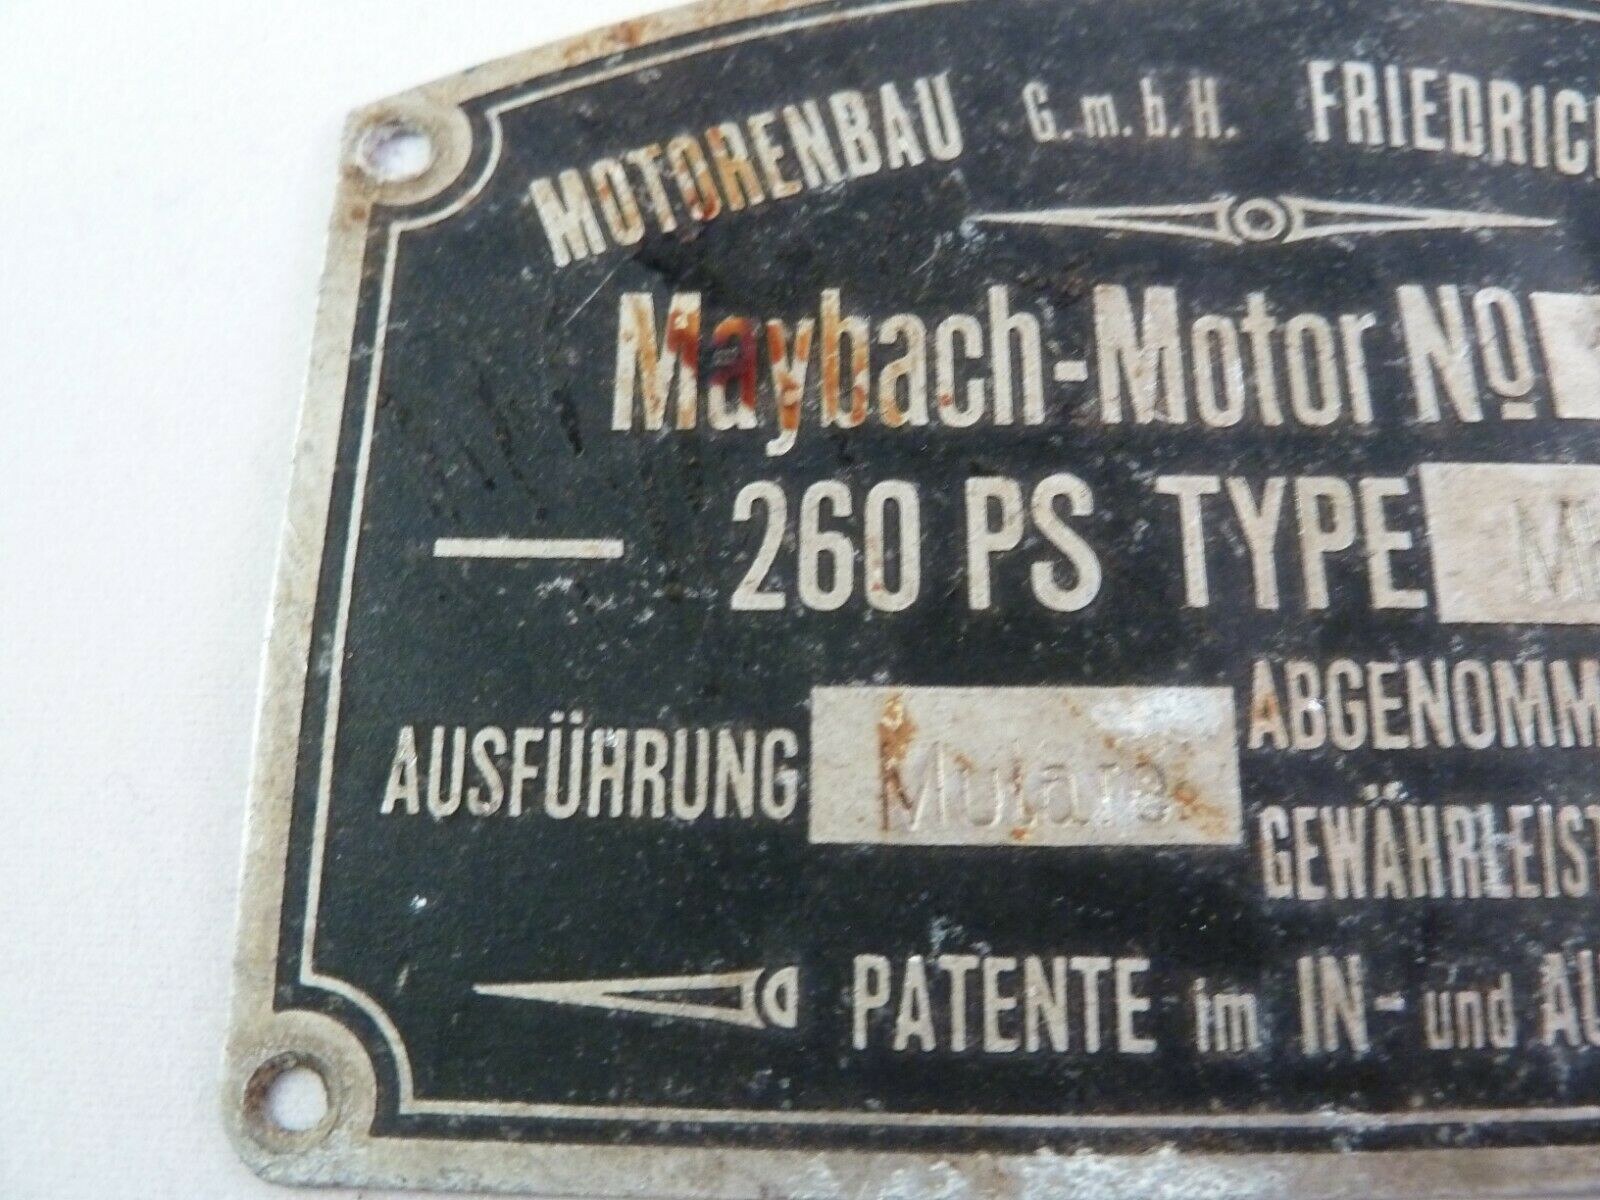 MOTORENBAU G.m.b.H. FRIEDRICH
Maybach-Motor No
260 PS TYPE
AUSFÜHRUNG ABGENOMM
GEWÄHRLEIST
PATENTE im IN- und AU